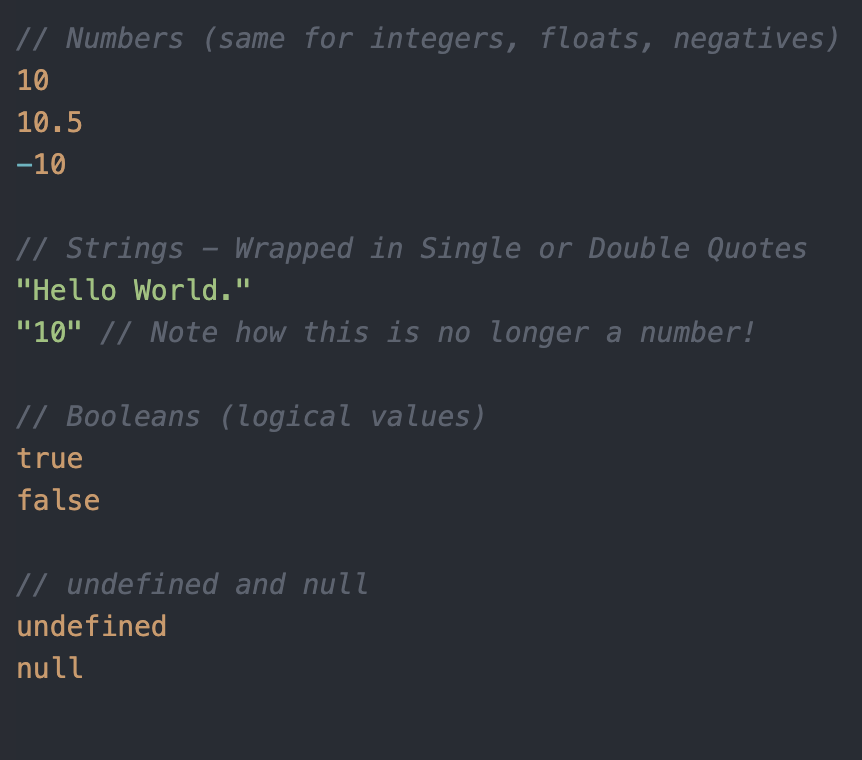 // Numbers (same for integers, floats, negatives)
10
10.5
-10
// Strings - Wrapped in Single or Double Quotes
"Hello World."
"10" // Note how this is no longer a number!
// Booleans (logical values)
true
false
// undefined and null
undefined
null